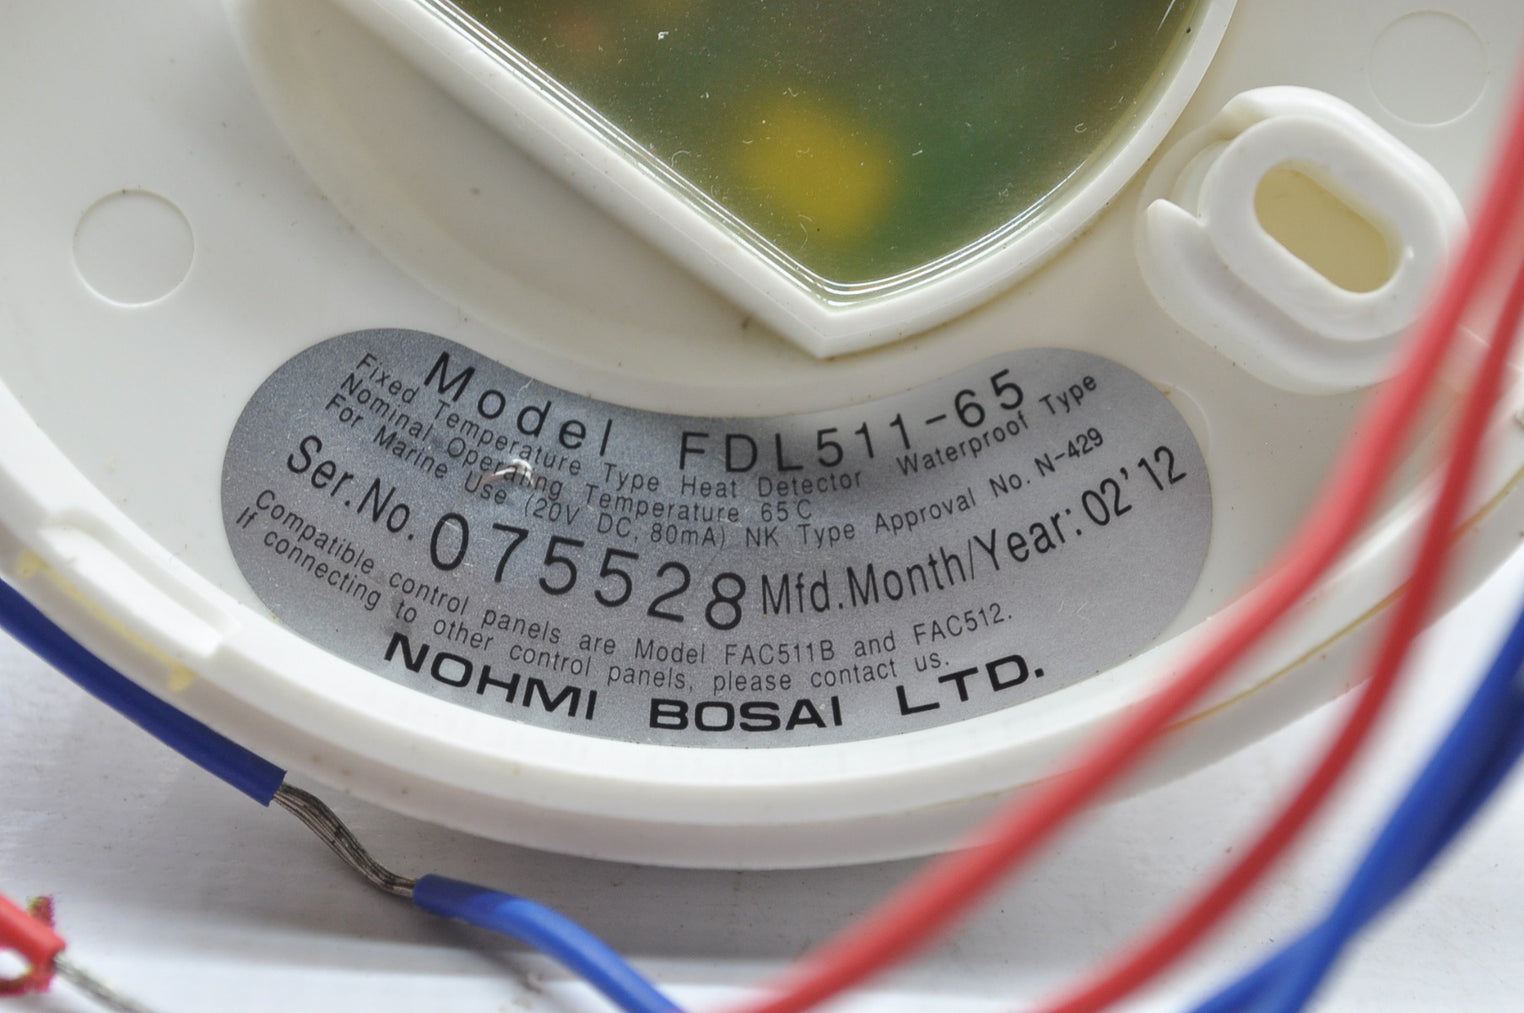 Model FDL511-65
Fixed Temperature Type Heat Detector Waterproof Type
Nominal Operating Temperature 65℃
For Marine Use (20V DC, 80mA) NK Type Approval No. N-429
Ser.No. 075528 Mfd.Month/Year: 02'12
Compatible control panels are Model FAC511B and FAC512.
If connecting to other control panels, please contact us.
NOHMI BOSAI LTD.